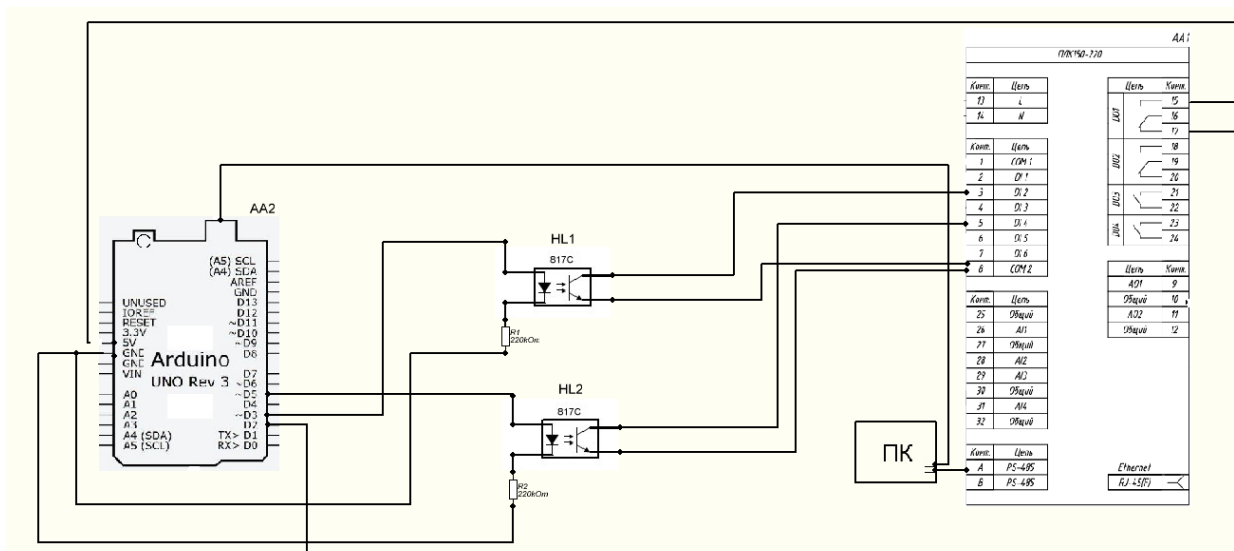 AA1
ПЛК150-220
Конт. Цепь
13 L
14 N
Конт. Цепь
1 COM 1
2 DI 1
3 DI 2
4 DI 3
5 DI 4
6 DI 5
7 DI 6
8 COM 2
Конт. Цепь
25 Общий
26 AI1
27 Общий
28 AI2
29 AI3
30 Общий
31 AI4
32 Общий
Конт. Цепь
A PS-485
B PS-485
Цепь Конт.
DO1
15
16
17
DO2
18
19
20
DO3
21
22
DO4
23
24
Цепь Конт.
AO1 9
Общий 10
AO2 11
Общий 12
Ethernet
RJ-45(F)
AA2
(A5) SCL
(A4) SDA
AREF
GND
UNUSED D13
IOREF D12
RESET ~D11
3.3V ~D10
5V ~D9
GND D8
GND
VIN D7
~D6
A0 ~D5
A1 D4
A2 ~D3
A3 D2
A4 (SDA) TX> D1
A5 (SCL) RX> D0
Arduino
UNO Rev 3
HL1
817C
R1
220kOm
HL2
817C
R2
220kOm
ПК